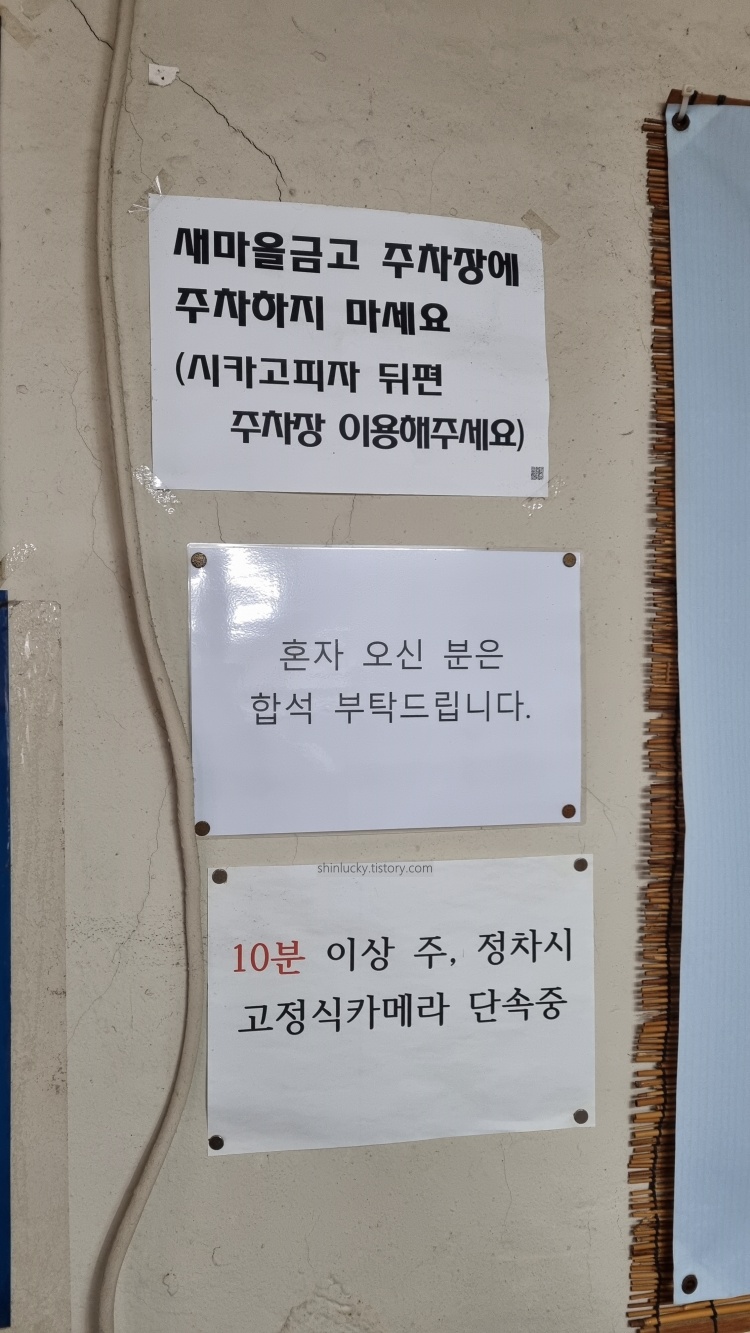 새마을금고 주차장에
주차하지 마세요
(시카고피자 뒤편
주차장 이용해주세요)
혼자 오신 분은
합석 부탁드립니다.
shinlucky.tistory.com
10분 이상 주, 정차시
고정식카메라 단속중